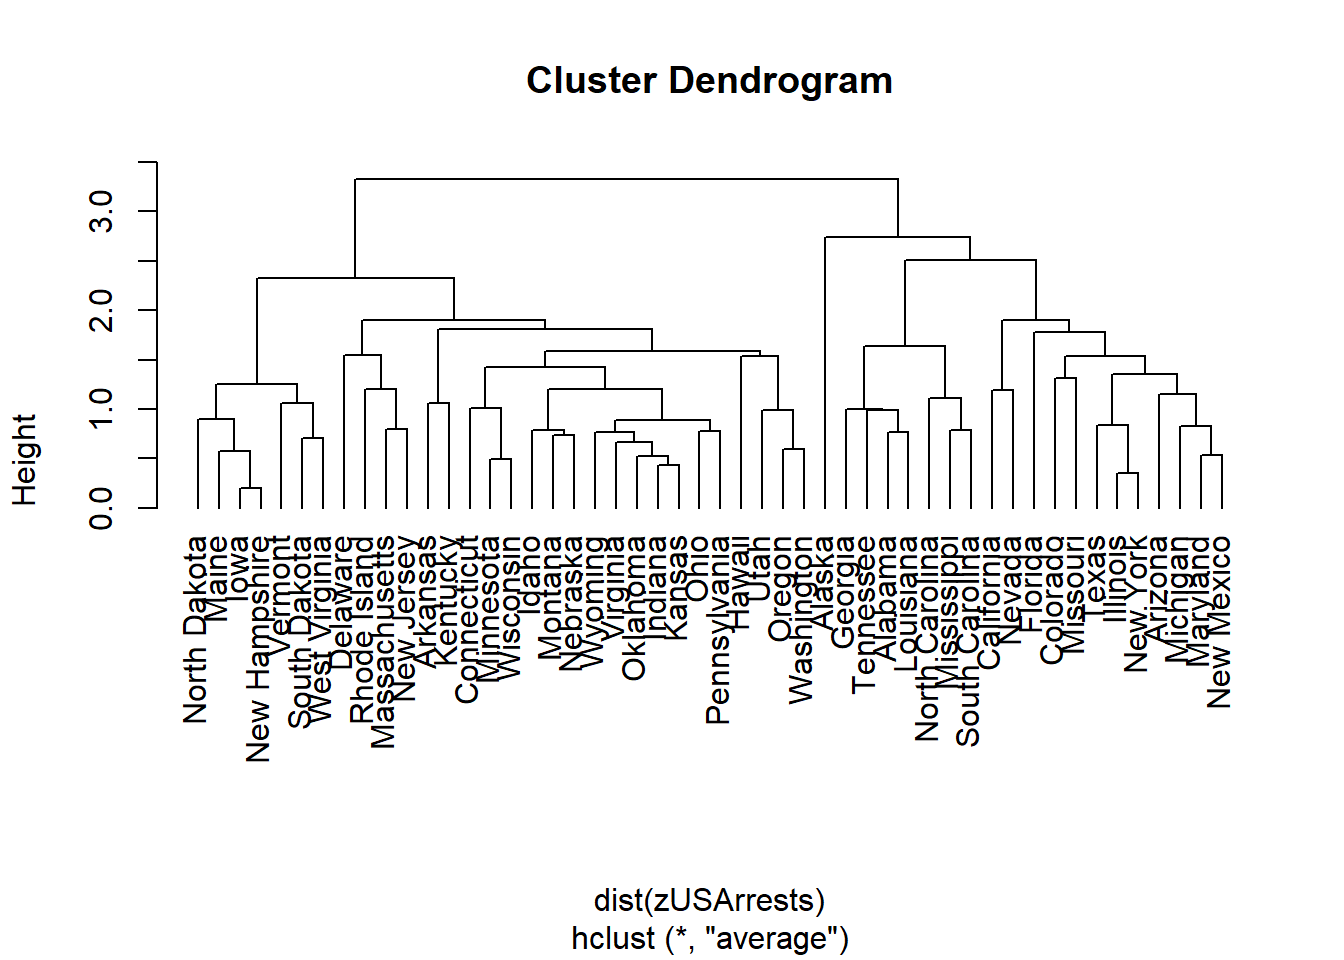 Cluster Dendrogram
Height
3.0
2.0
1.0
0.0
North Dakota
Maine
Iowa
New Hampshire
Vermont
South Dakota
West Virginia
Delaware
Rhode Island
Massachusetts
New Jersey
Arkansas
Kentucky
Connecticut
Minnesota
Wisconsin
Idaho
Montana
Nebraska
Wyoming
Virginia
Oklahoma
Indiana
Kansas
Ohio
Pennsylvania
Hawaii
Utah
Oregon
Washington
Alaska
Georgia
Tennessee
Alabama
Louisiana
North Carolina
Mississippi
South Carolina
California
Nevada
Florida
Colorado
Missouri
Texas
Illinois
New York
Arizona
Michigan
Maryland
New Mexico
dist(zUSArrests)
hclust (*, "average")